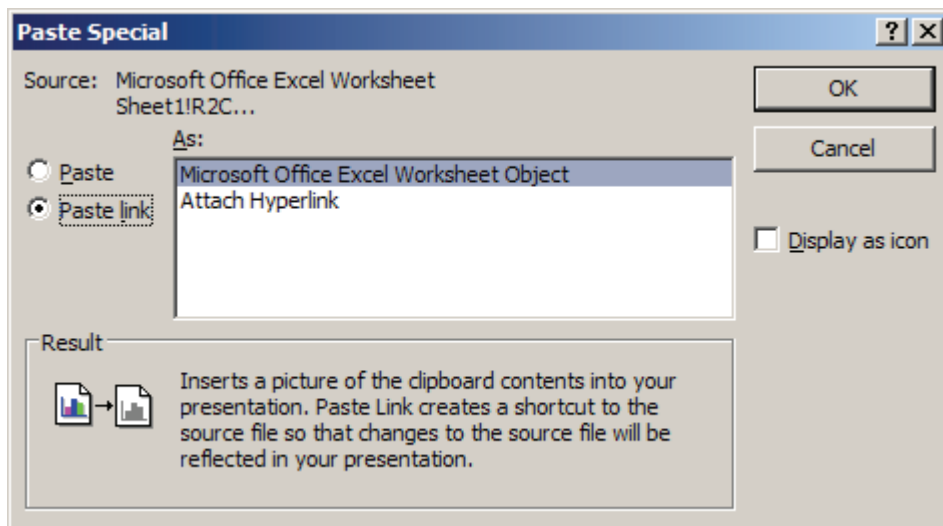 Paste Special
Source: Microsoft Office Excel Worksheet
Sheet1!R2C...
As:
Paste
Paste link
Microsoft Office Excel Worksheet Object
Attach Hyperlink
OK
Cancel
Display as icon
Result
Inserts a picture of the clipboard contents into your
presentation. Paste Link creates a shortcut to the
source file so that changes to the source file will be
reflected in your presentation.